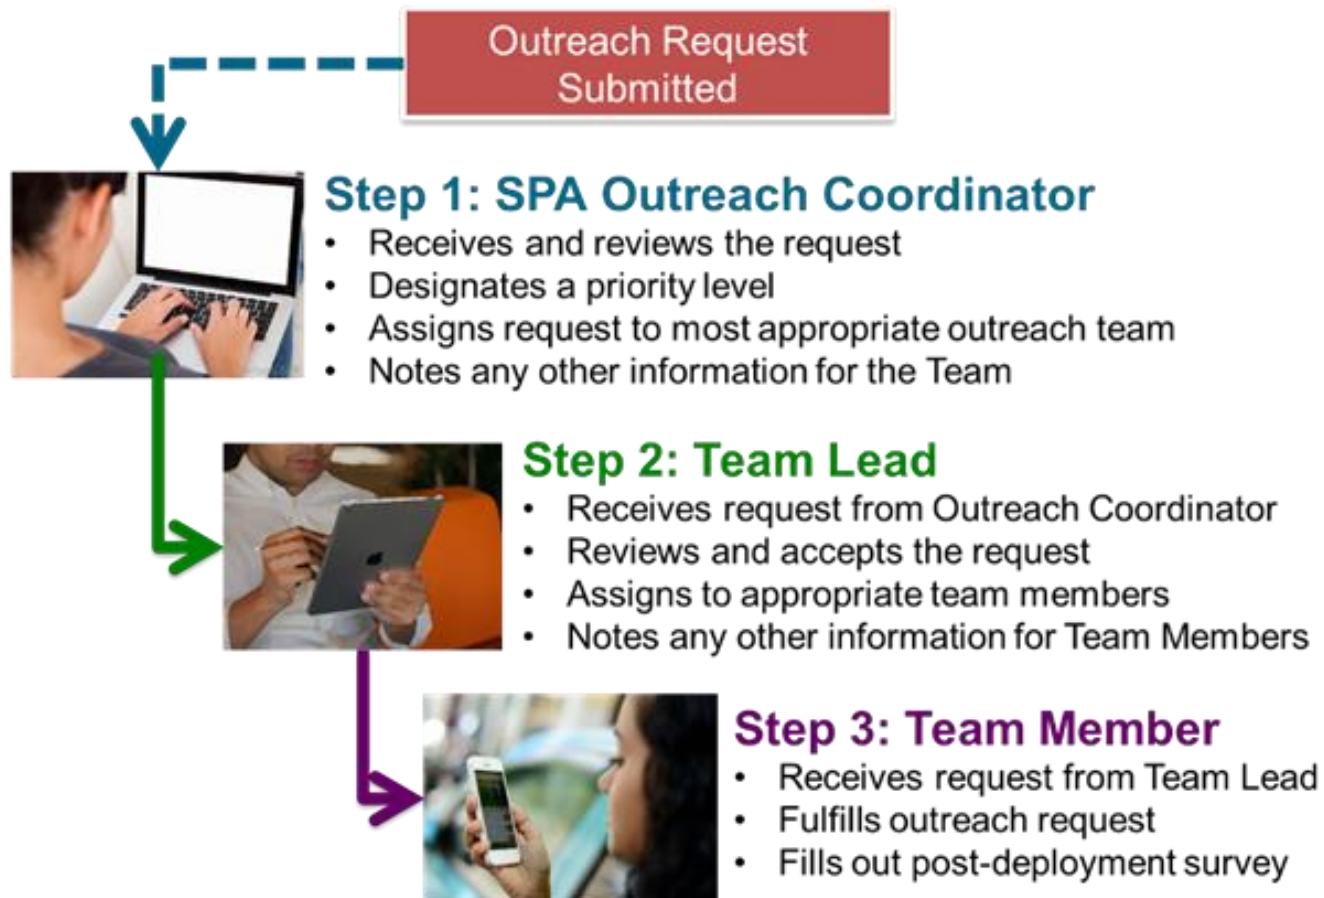 Outreach Request
Submitted
Step 1: SPA Outreach Coordinator
• Receives and reviews the request
• Designates a priority level
• Assigns request to most appropriate outreach team
• Notes any other information for the Team
Step 2: Team Lead
• Receives request from Outreach Coordinator
• Reviews and accepts the request
• Assigns to appropriate team members
• Notes any other information for Team Members
Step 3: Team Member
• Receives request from Team Lead
• Fulfills outreach request
• Fills out post-deployment survey